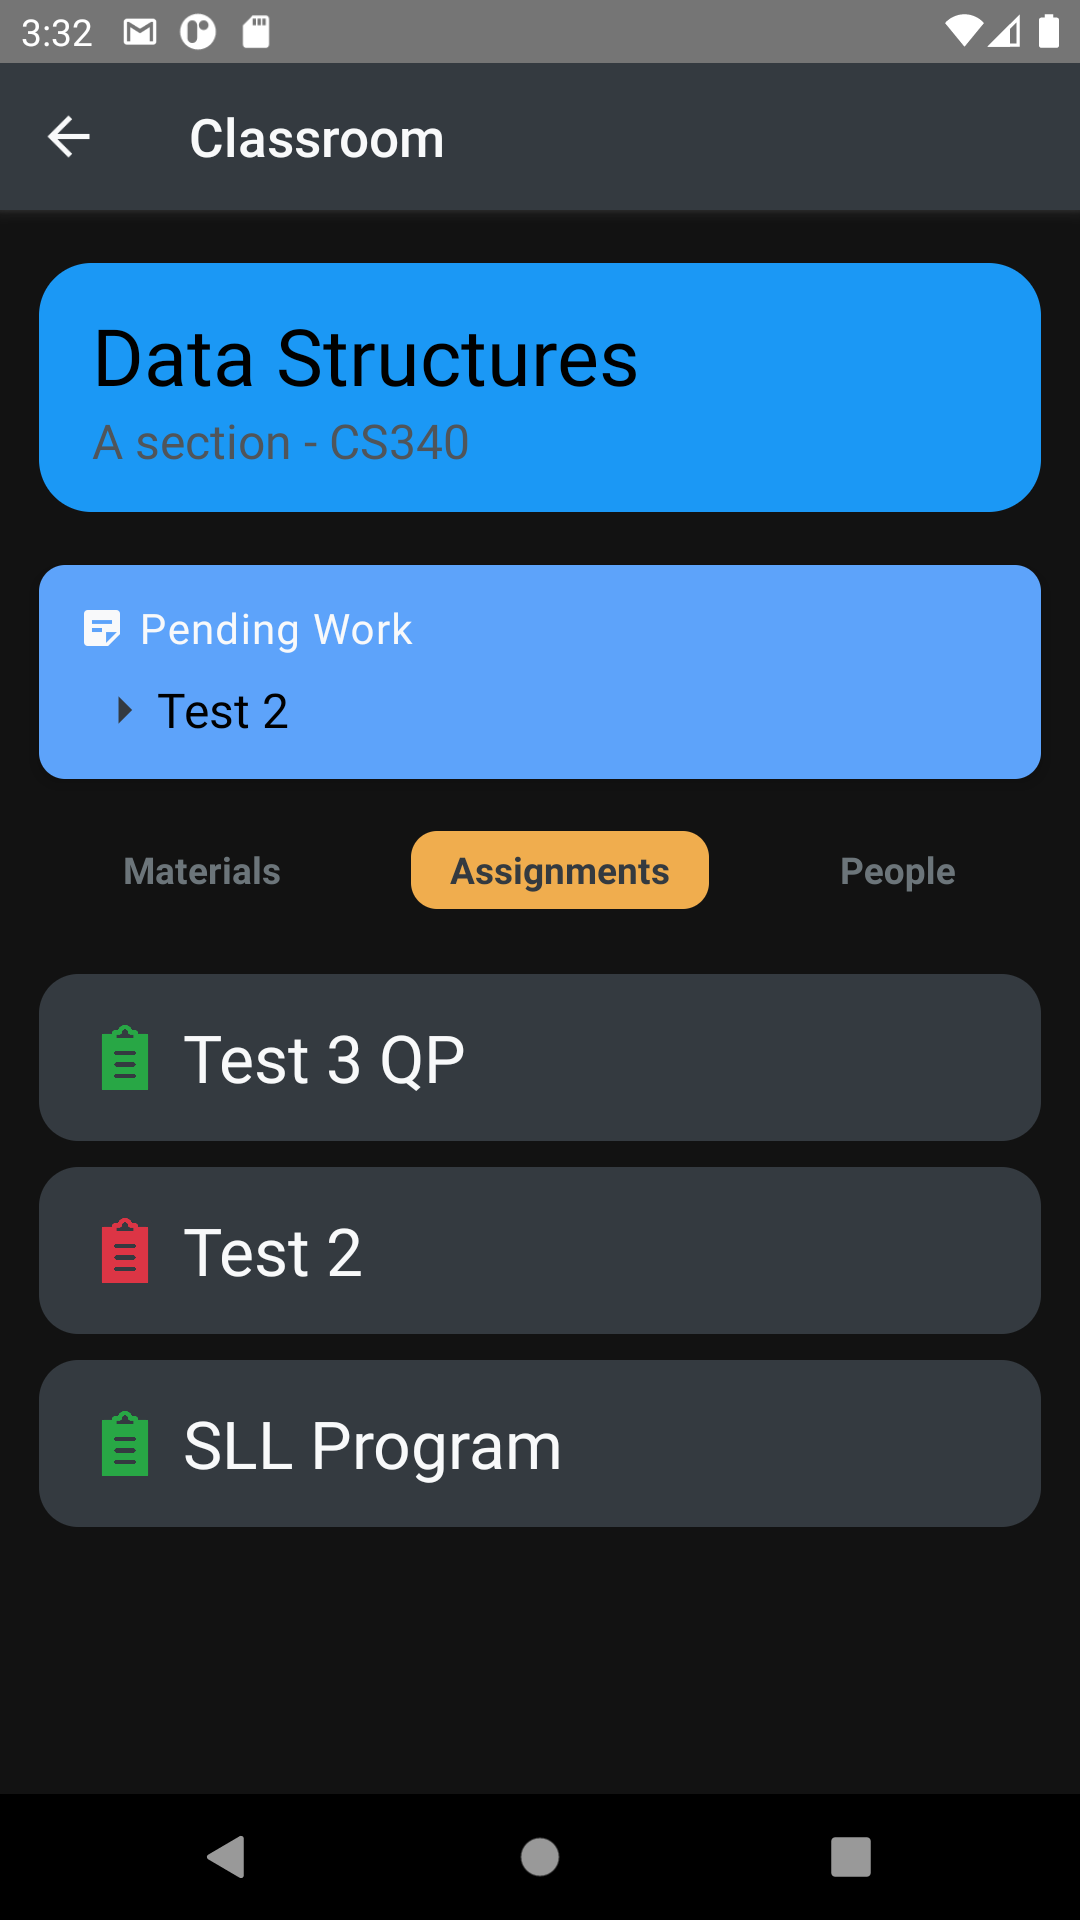 3:32
Classroom
Data Structures
A section - CS340
Pending Work
Test 2
Materials Assignments People
Test 3 QP
Test 2
SLL Program